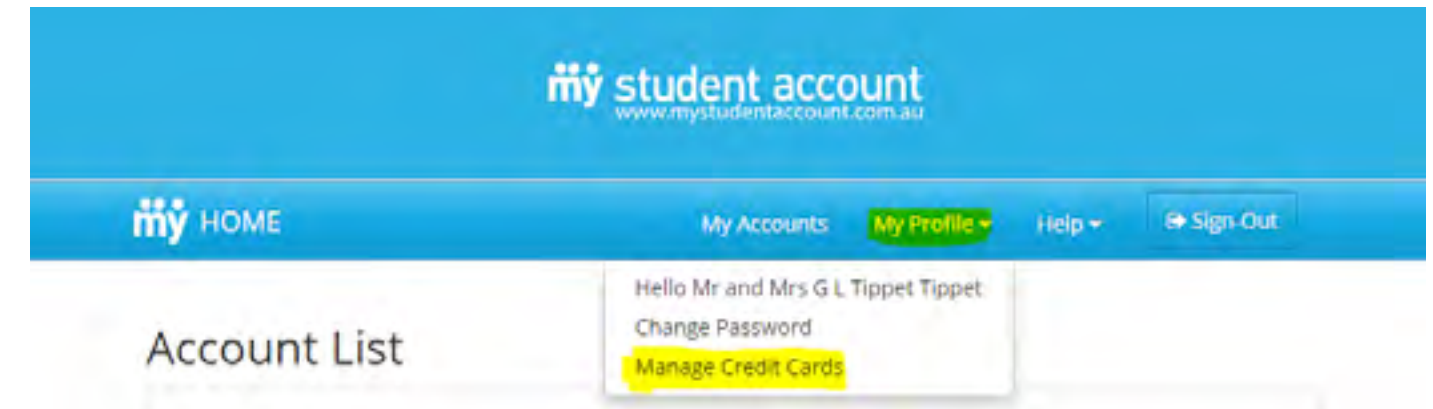 my student account
www.mystudentaccount.com.au
my HOME My Accounts My Profile Help Sign-Out
Hello Mr and Mrs G L Tippet Tippet
Change Password
Account List
Manage Credit Cards